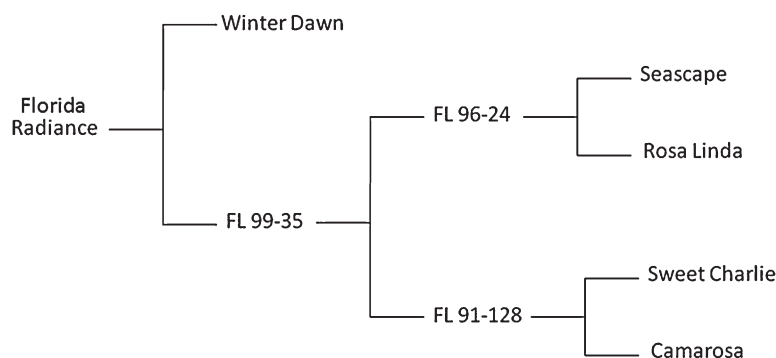 Winter Dawn
Seascape
Florida
Radiance
FL 96-24
Rosa Linda
FL 99-35
Sweet Charlie
FL 91-128
Camarosa